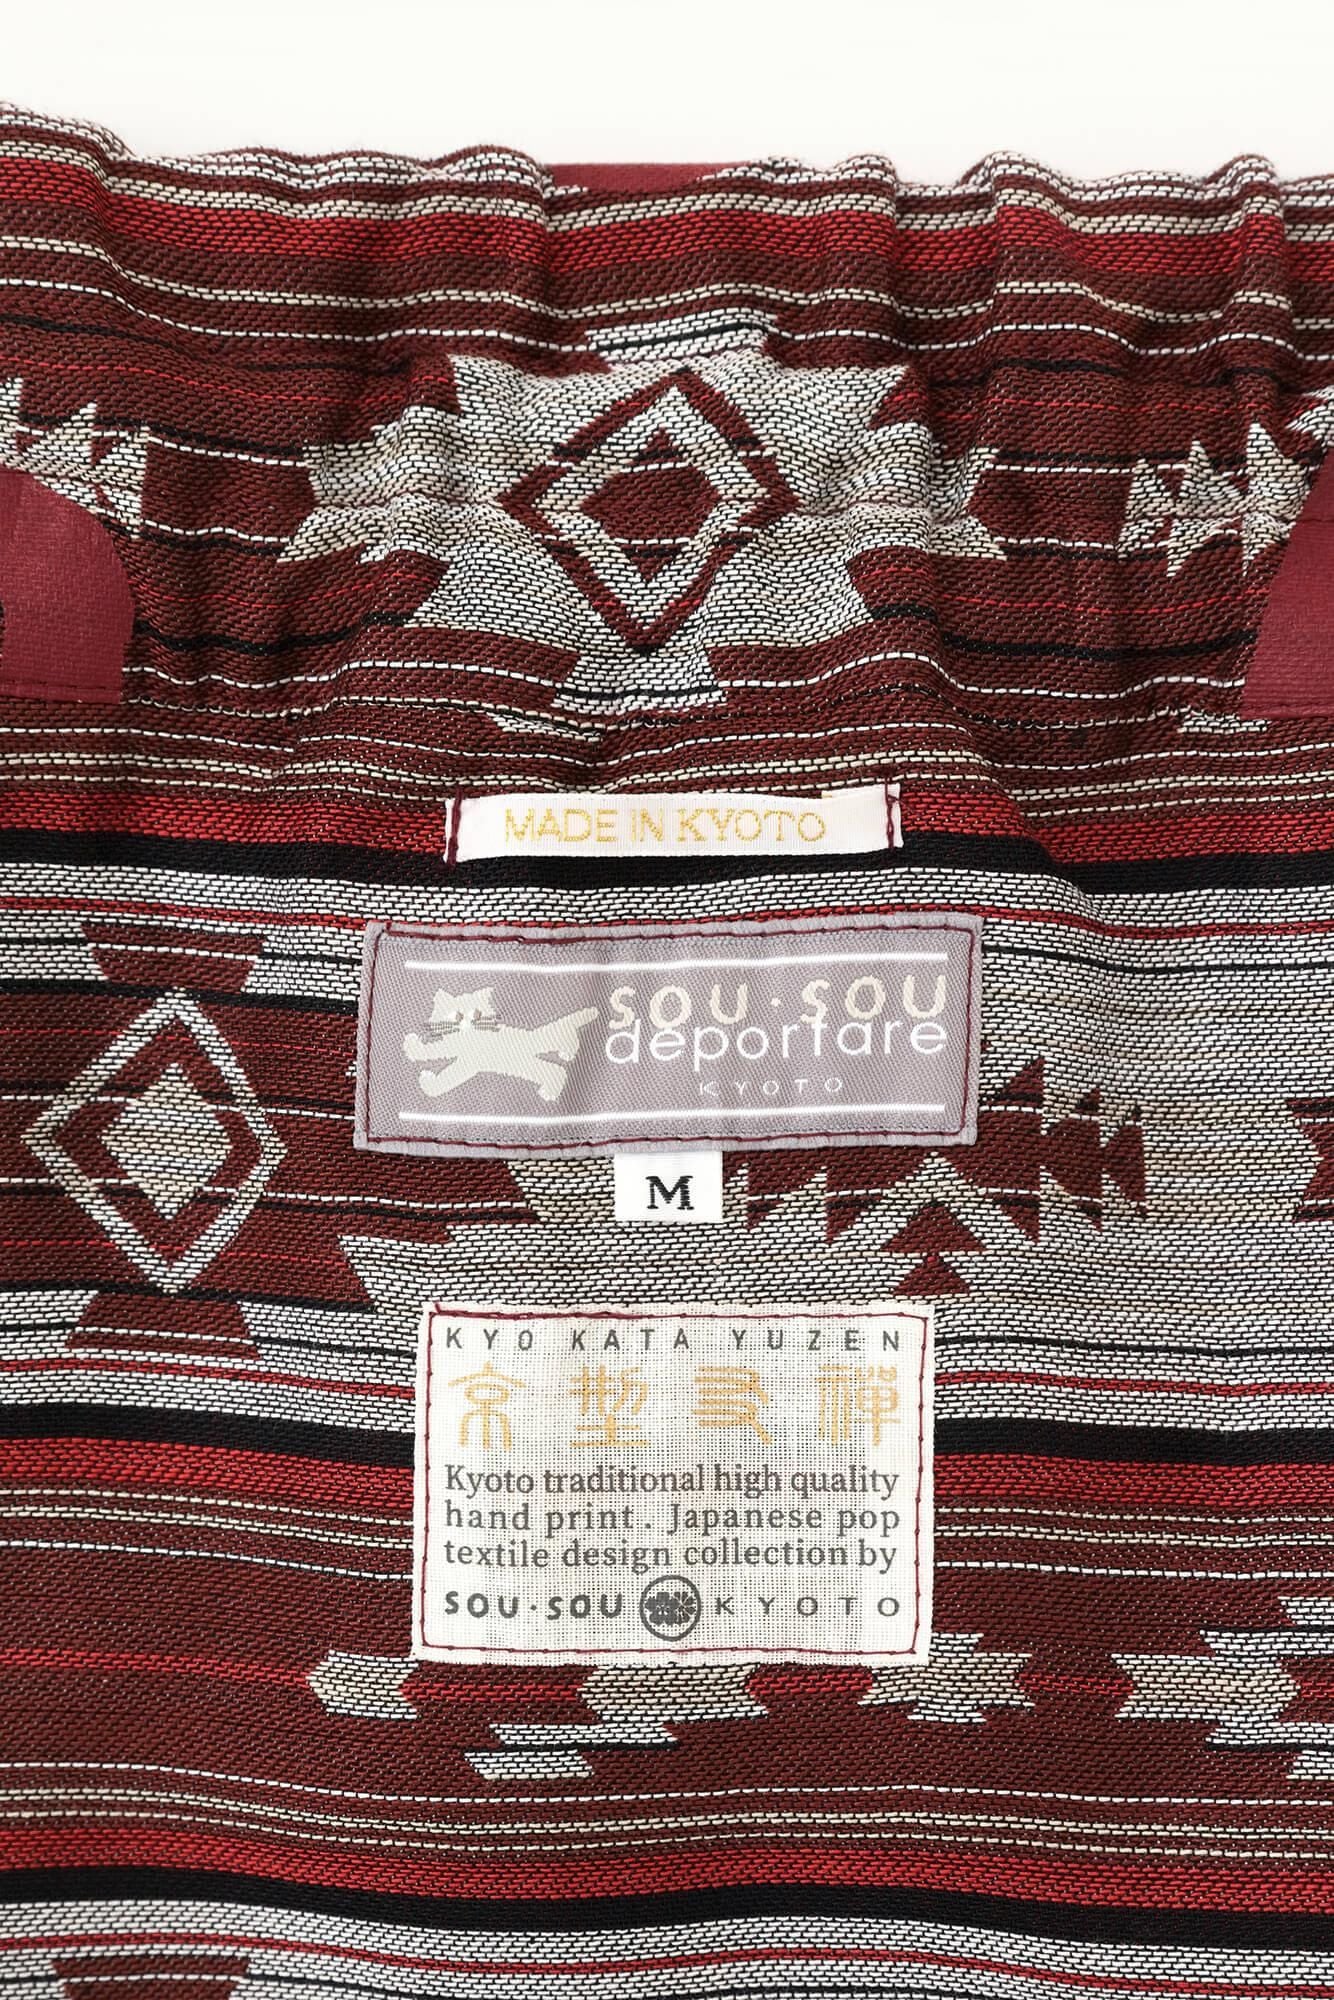 MADE IN KYOTO
SOU・SOU
deportare
KYOTO
M
KYO KATA YUZEN
京型友禅
Kyoto traditional high quality
hand print. Japanese pop
textile design collection by
SOU・SOU KYOTO